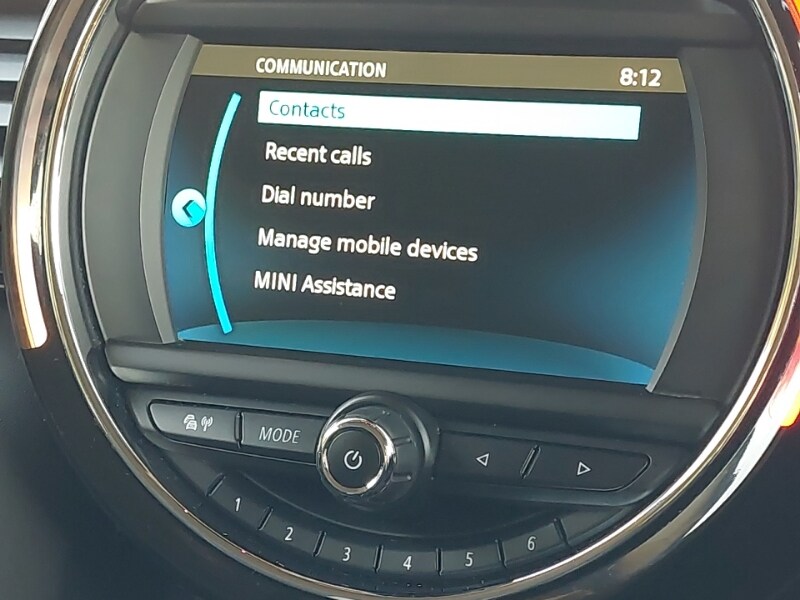 COMMUNICATION 8:12
Contacts
Recent calls
Dial number
Manage mobile devices
MINI Assistance
MODE
1 2 3 4 5 6